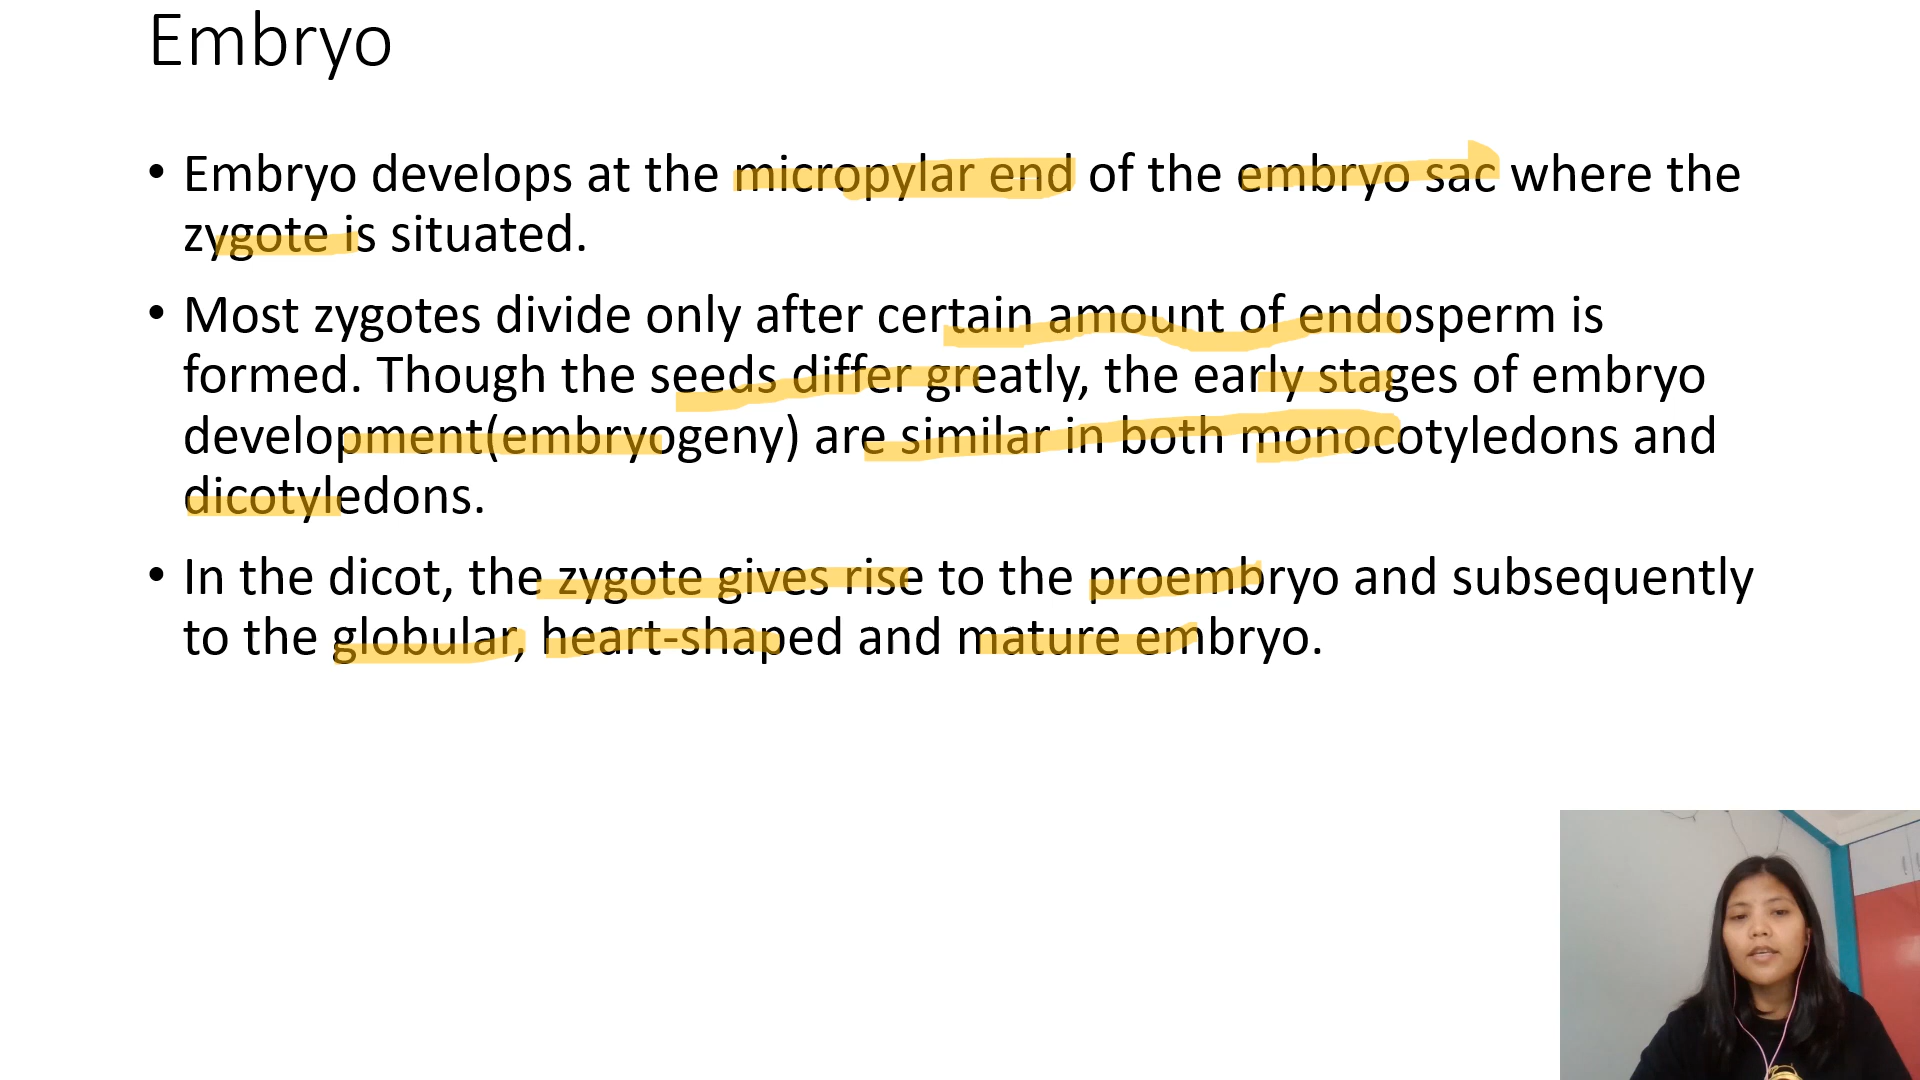 Embryo
• Embryo develops at the micropylar end of the embryo sac where the
zygote is situated.
• Most zygotes divide only after certain amount of endosperm is
formed. Though the seeds differ greatly, the early stages of embryo
development(embryogeny) are similar in both monocotyledons and
dicotyledons.
• In the dicot, the zygote gives rise to the proembryo and subsequently
to the globular, heart-shaped and mature embryo.